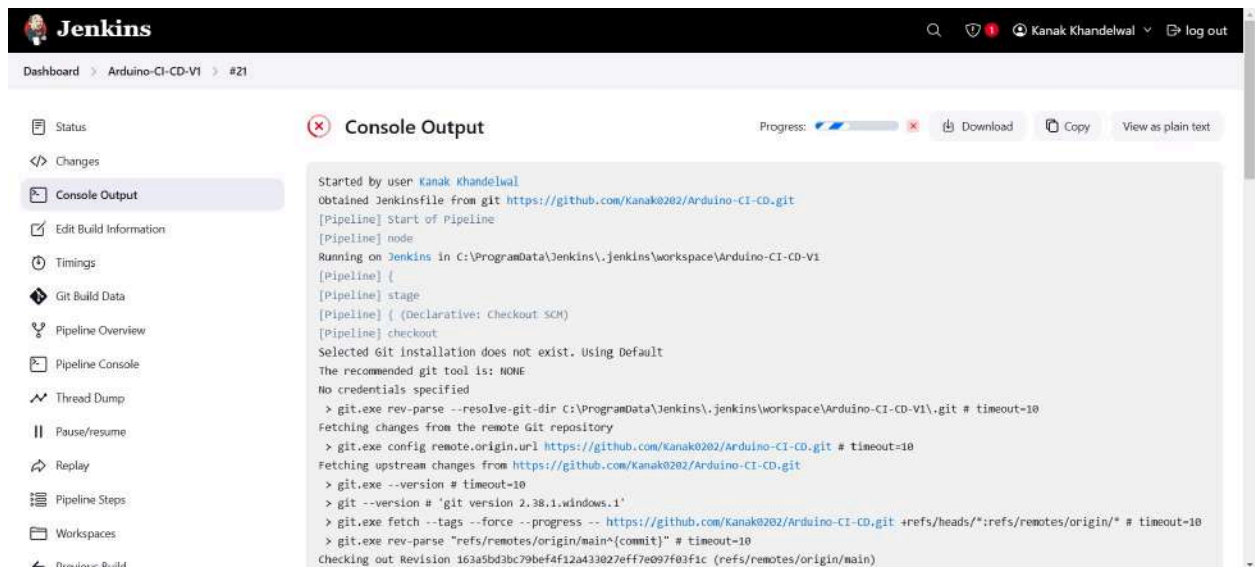 Jenkins
1
Kanak Khandelwal
log out
Dashboard > Arduino-CI-CD-V1 > #21
Status
Changes
Console Output
Edit Build Information
Timings
Git Build Data
Pipeline Overview
Pipeline Console
Thread Dump
Pause/resume
Replay
Pipeline Steps
Workspaces
Previous Build
Console Output
Progress:
Download
Copy
View as plain text
Started by user Kanak Khandelwal
Obtained Jenkinsfile from git https://github.com/Kanak0202/Arduino-CI-CD.git
[Pipeline] Start of Pipeline
[Pipeline] node
Running on Jenkins in C:\ProgramData\Jenkins\.jenkins\workspace\Arduino-CI-CD-V1
[Pipeline] {
[Pipeline] stage
[Pipeline] { (Declarative: Checkout SCM)
[Pipeline] checkout
Selected Git installation does not exist. Using Default
The recommended git tool is: NONE
No credentials specified
> git.exe rev-parse --resolve-git-dir C:\ProgramData\Jenkins\.jenkins\workspace\Arduino-CI-CD-V1\.git # timeout=10
Fetching changes from the remote Git repository
> git.exe config remote.origin.url https://github.com/Kanak0202/Arduino-CI-CD.git # timeout=10
Fetching upstream changes from https://github.com/Kanak0202/Arduino-CI-CD.git
> git.exe --version # timeout=10
> git --version # 'git version 2.38.1.windows.1'
> git.exe fetch --tags --force --progress -- https://github.com/Kanak0202/Arduino-CI-CD.git +refs/heads/*:refs/remotes/origin/* # timeout=10
> git.exe rev-parse "refs/remotes/origin/main^{commit}" # timeout=10
Checking out Revision 163a5bd3bc79bef4f12a433027eff7e097f03f1c (refs/remotes/origin/main)